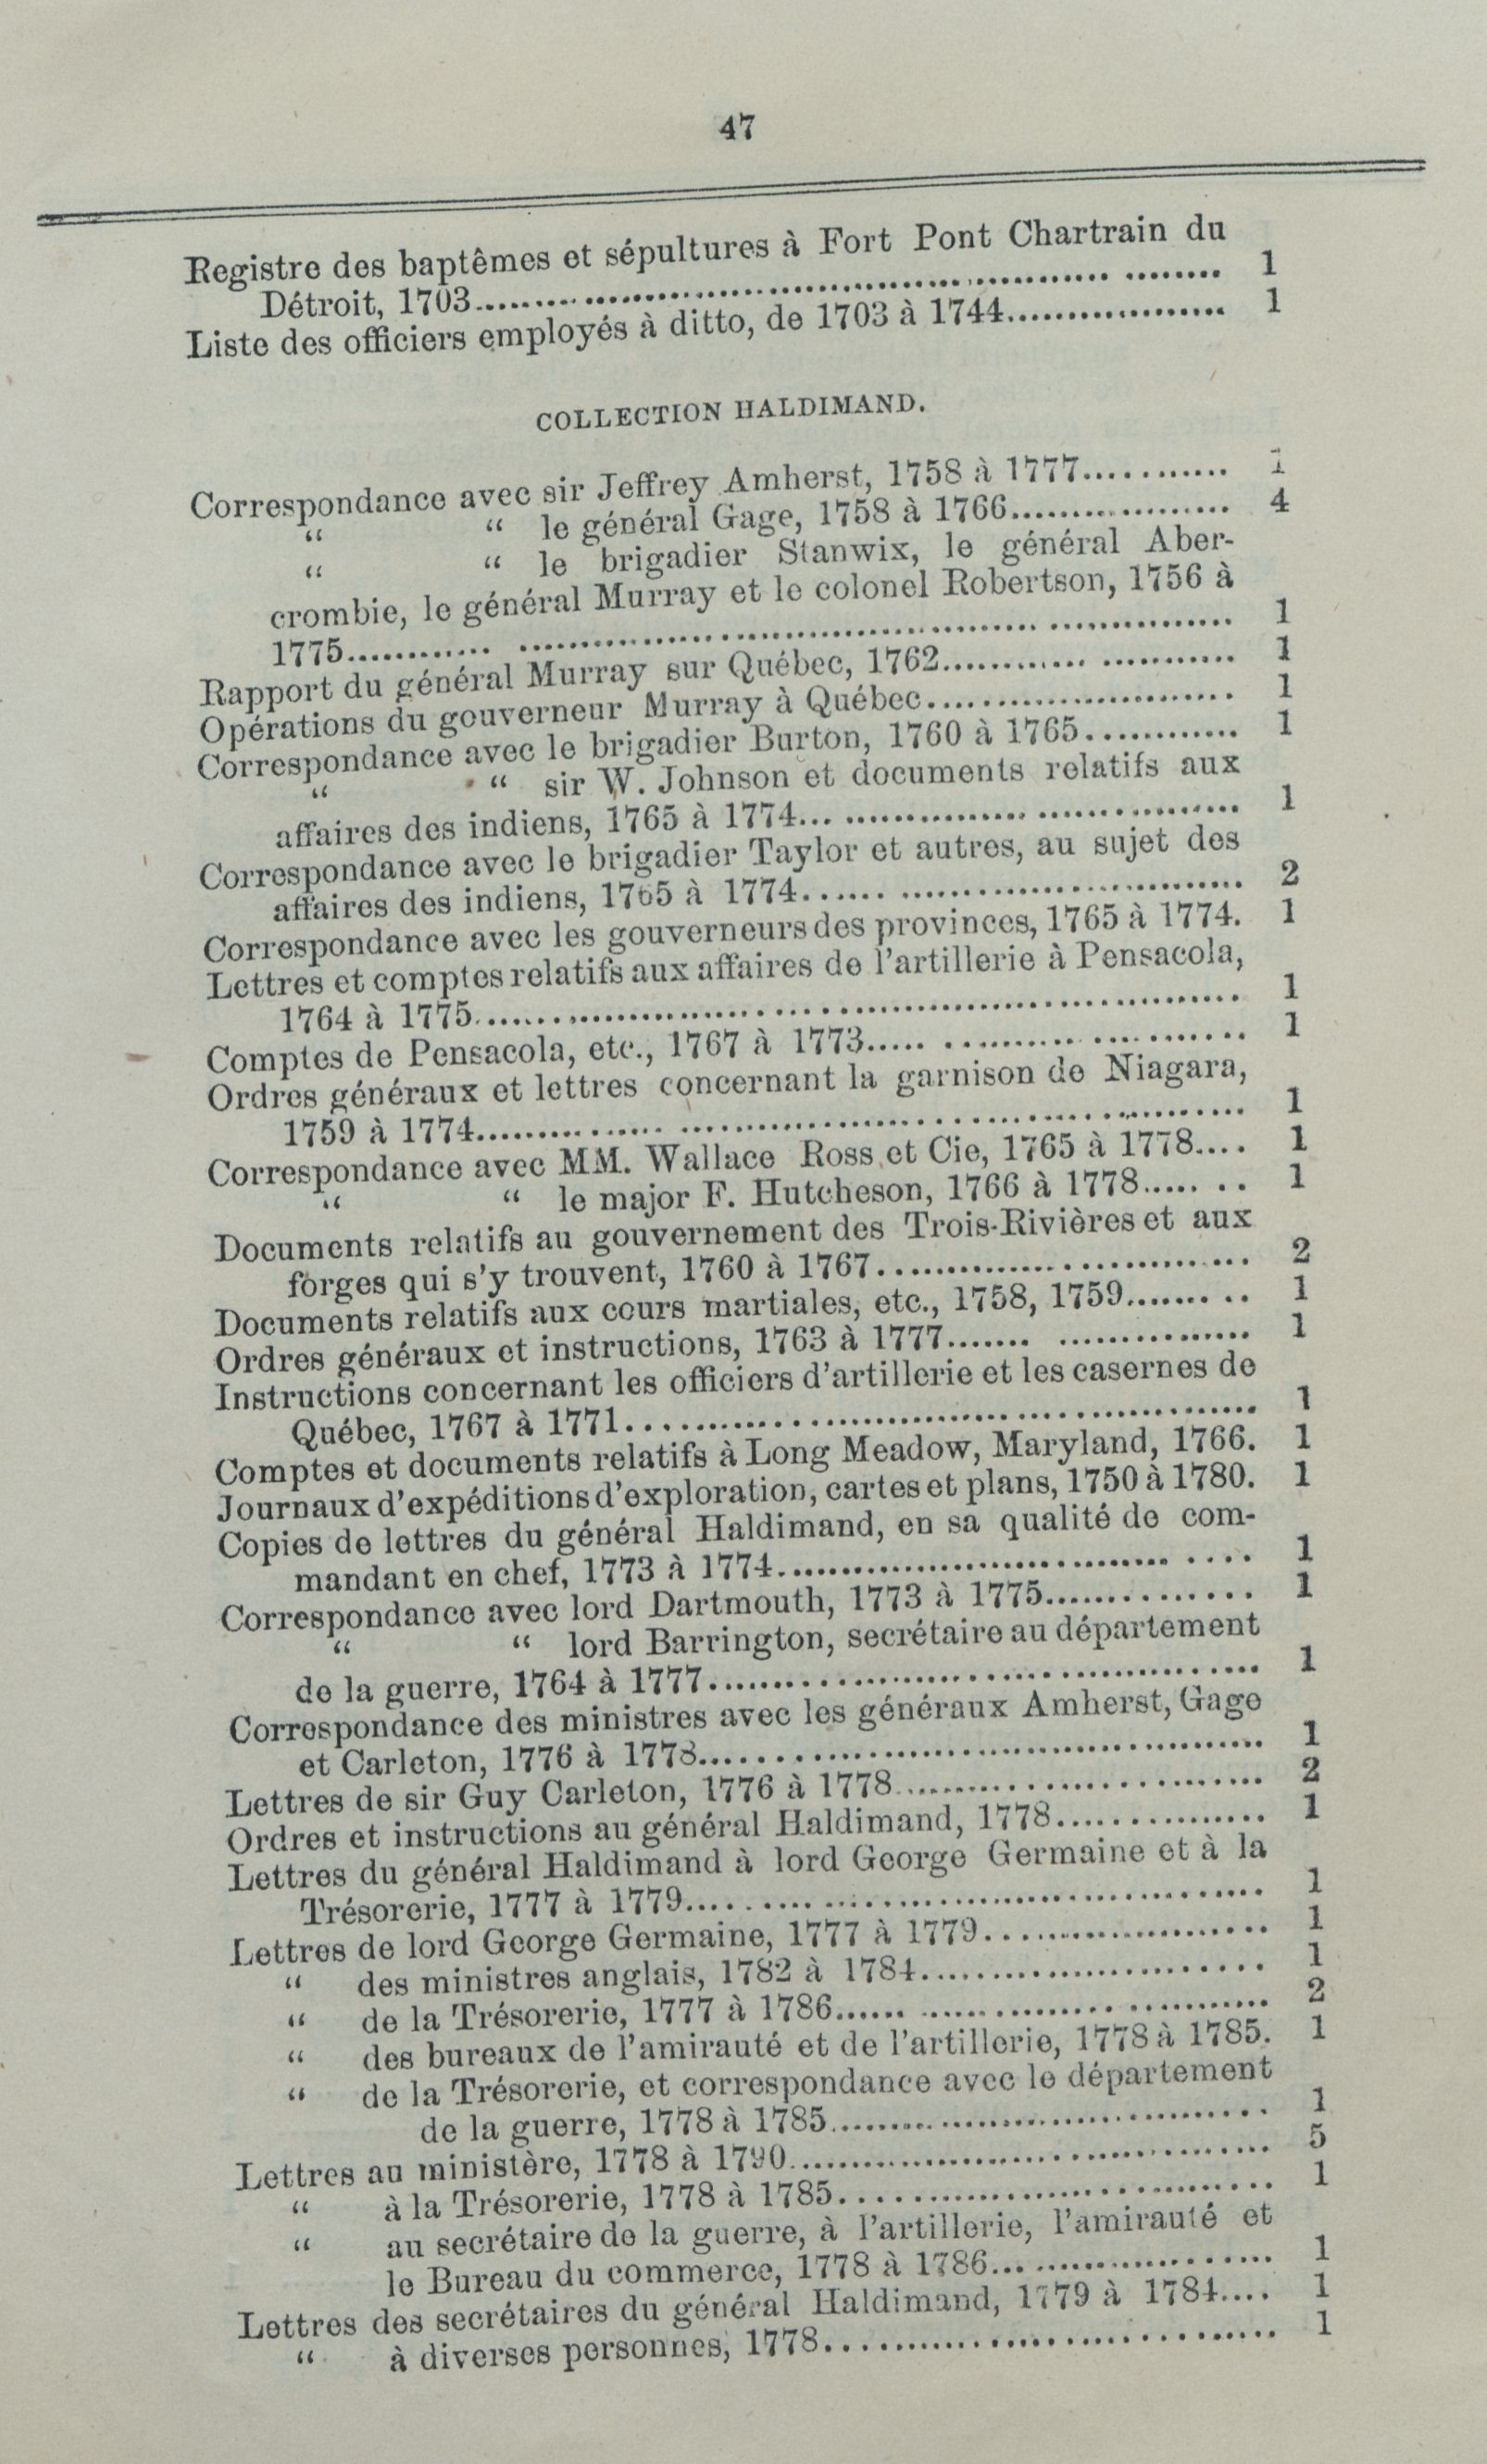 47
Registre des baptêmes et sépultures à Fort Pont Chartrain du
Détroit, 1703........ 1
Liste des officiers employés à ditto, de 1703 à 1744........ 1
COLLECTION HALDIMAND.
Correspondance avec sir Jeffrey Amherst, 1758 à 1777........ 1
“ “ le général Gage, 1758 à 1766........ 4
“ “ le brigadier Stanwix, le général Aber-
crombie, le général Murray et le colonel Robertson, 1756 à
1775........ 1
Rapport du général Murray sur Québec, 1762........ 1
Opérations du gouverneur Murray à Québec........ 1
Correspondance avec le brigadier Burton, 1760 à 1765........ 1
“ “ sir W. Johnson et documents relatifs aux
affaires des indiens, 1765 à 1774........ 1
Correspondance avec le brigadier Taylor et autres, au sujet des
affaires des indiens, 1765 à 1774........ 2
Correspondance avec les gouverneurs des provinces, 1765 à 1774. 1
Lettres et comptes relatifs aux affaires de l'artillerie à Pensacola,
1764 à 1775........ 1
Comptes de Pensacola, etc., 1767 à 1773........ 1
Ordres généraux et lettres concernant la garnison de Niagara,
1759 à 1774........ 1
Correspondance avec MM. Wallace Ross et Cie, 1765 à 1778.... 1
“ “ le major F. Hutcheson, 1766 à 1778....... 1
Documents relatifs au gouvernement des Trois-Rivières et aux
forges qui s'y trouvent, 1760 à 1767........ 2
Documents relatifs aux cours martiales, etc., 1758, 1759........ 1
Ordres généraux et instructions, 1763 à 1777........ 1
Instructions concernant les officiers d'artillerie et les casernes de
Québec, 1767 à 1771........ 1
Comptes et documents relatifs à Long Meadow, Maryland, 1766. 1
Journaux d'expéditions d'exploration, cartes et plans, 1750 à 1780. 1
Copies de lettres du général Haldimand, en sa qualité de com-
mandant en chef, 1773 à 1774........ 1
Correspondance avec lord Dartmouth, 1773 à 1775........ 1
“ “ lord Barrington, secrétaire au département
de la guerre, 1764 à 1777........ 1
Correspondance des ministres avec les généraux Amherst, Gage
et Carleton, 1776 à 1778........ 1
Lettres de sir Guy Carleton, 1776 à 1778........ 2
Ordres et instructions au général Haldimand, 1778........ 1
Lettres du général Haldimand à lord George Germaine et à la
Trésorerie, 1777 à 1779........ 1
Lettres de lord George Germaine, 1777 à 1779........ 1
“ des ministres anglais, 1782 à 1784........ 1
“ de la Trésorerie, 1777 à 1786........ 2
“ des bureaux de l'amirauté et de l'artillerie, 1778 à 1785. 1
“ de la Trésorerie, et correspondance avec le département
de la guerre, 1778 à 1785........ 1
Lettres au ministère, 1778 à 1790........ 5
“ à la Trésorerie, 1778 à 1785........ 1
“ au secrétaire de la guerre, à l'artillerie, l'amirauté et
le Bureau du commerce, 1778 à 1786........ 1
Lettres des secrétaires du général Haldimand, 1779 à 1784.... 1
“ à diverses personnes, 1778........ 1